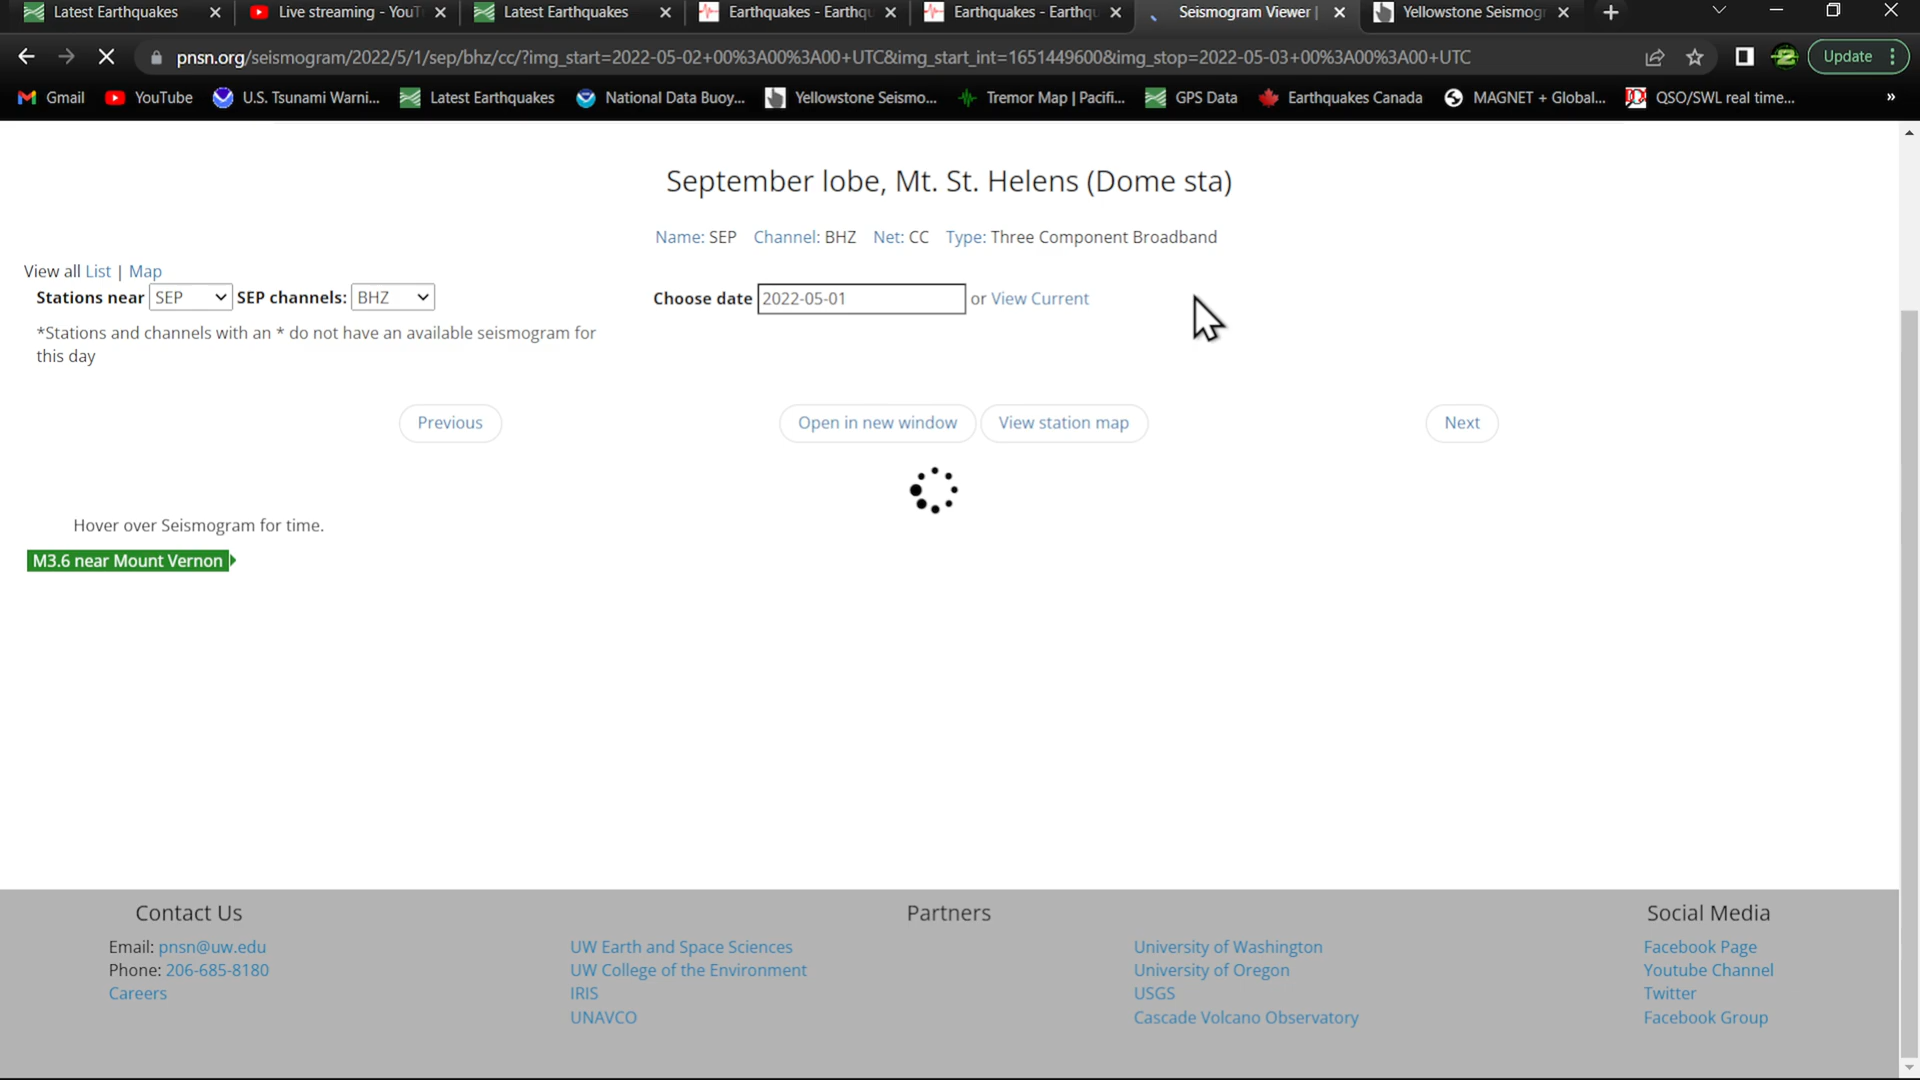 Latest Earthquakes
Live streaming - YouT
Latest Earthquakes
Earthquakes - Earthqu
Earthquakes - Earthqu
Seismogram Viewer |
Yellowstone Seismog
pnsn.org/seismogram/2022/5/1/sep/bhz/cc/?img_start=2022-05-02+00%3A00%3A00+UTC&img_start_int=1651449600&img_stop=2022-05-03+00%3A00%3A00+UTC
Update
Gmail
YouTube
U.S. Tsunami Warni...
Latest Earthquakes
National Data Buoy...
Yellowstone Seismo...
Tremor Map | Pacifi...
GPS Data
Earthquakes Canada
MAGNET + Global...
QSO/SWL real time...
»
September lobe, Mt. St. Helens (Dome sta)
Name: SEP Channel: BHZ Net: CC Type: Three Component Broadband
View all List | Map
Stations near SEP SEP channels: BHZ
Choose date 2022-05-01 or View Current
*Stations and channels with an * do not have an available seismogram for
this day
Previous
Open in new window
View station map
Next
Hover over Seismogram for time.
M3.6 near Mount Vernon
Contact Us
Email: pnsn@uw.edu
Phone: 206-685-8180
Careers
Partners
UW Earth and Space Sciences
UW College of the Environment
IRIS
UNAVCO
University of Washington
University of Oregon
USGS
Cascade Volcano Observatory
Social Media
Facebook Page
Youtube Channel
Twitter
Facebook Group